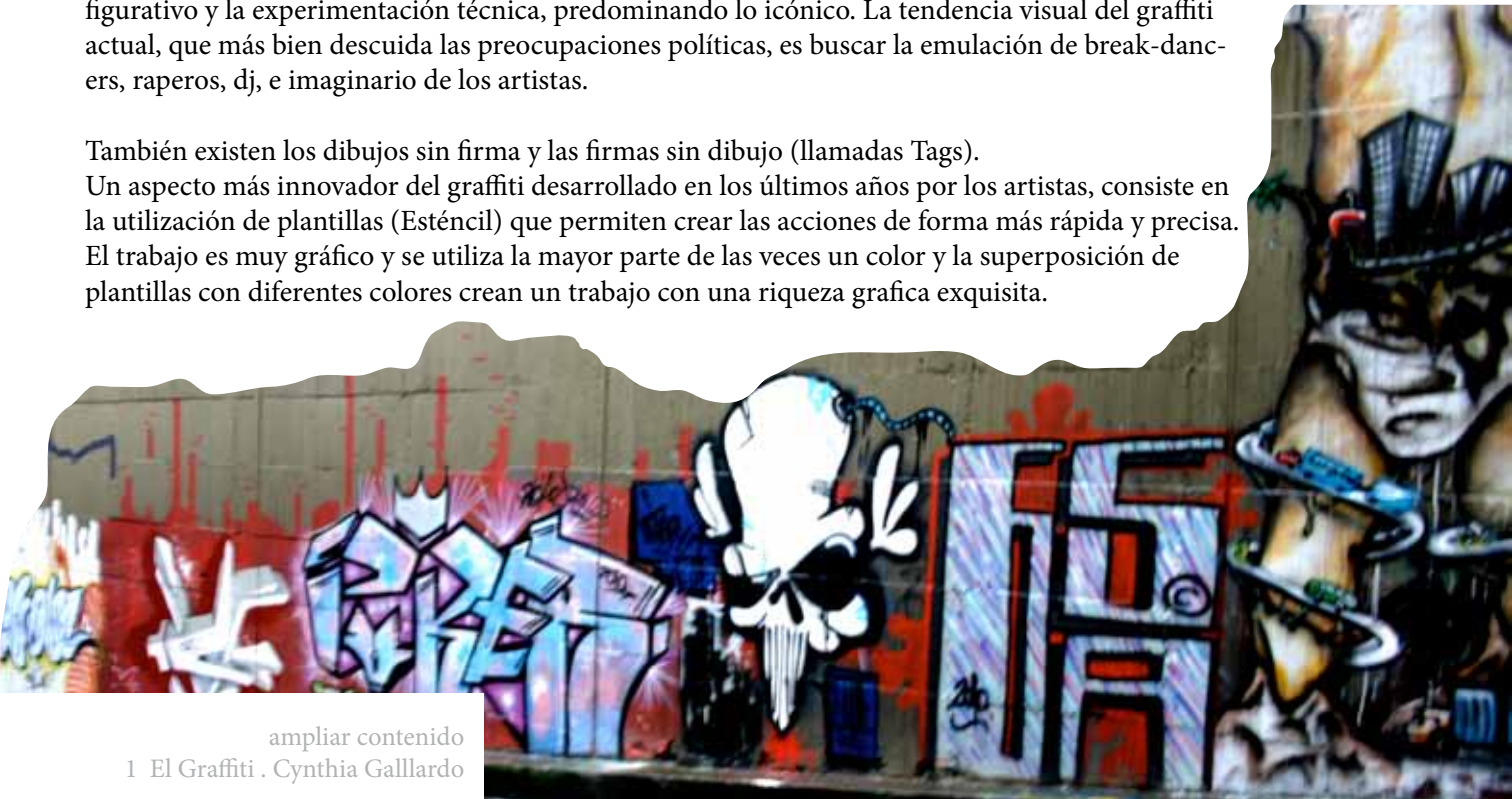 figurativo y la experimentación técnica, predominando lo icónico. La tendencia visual del graffiti
actual, que más bien descuida las preocupaciones políticas, es buscar la emulación de break-danc-
ers, raperos, dj, e imaginario de los artistas.
También existen los dibujos sin firma y las firmas sin dibujo (llamadas Tags).
Un aspecto más innovador del graffiti desarrollado en los últimos años por los artistas, consiste en
la utilización de plantillas (Esténcil) que permiten crear las acciones de forma más rápida y precisa.
El trabajo es muy gráfico y se utiliza la mayor parte de las veces un color y la superposición de
plantillas con diferentes colores crean un trabajo con una riqueza grafica exquisita.
©
ampliar contenido
1 El Graffiti . Cynthia Galllardo